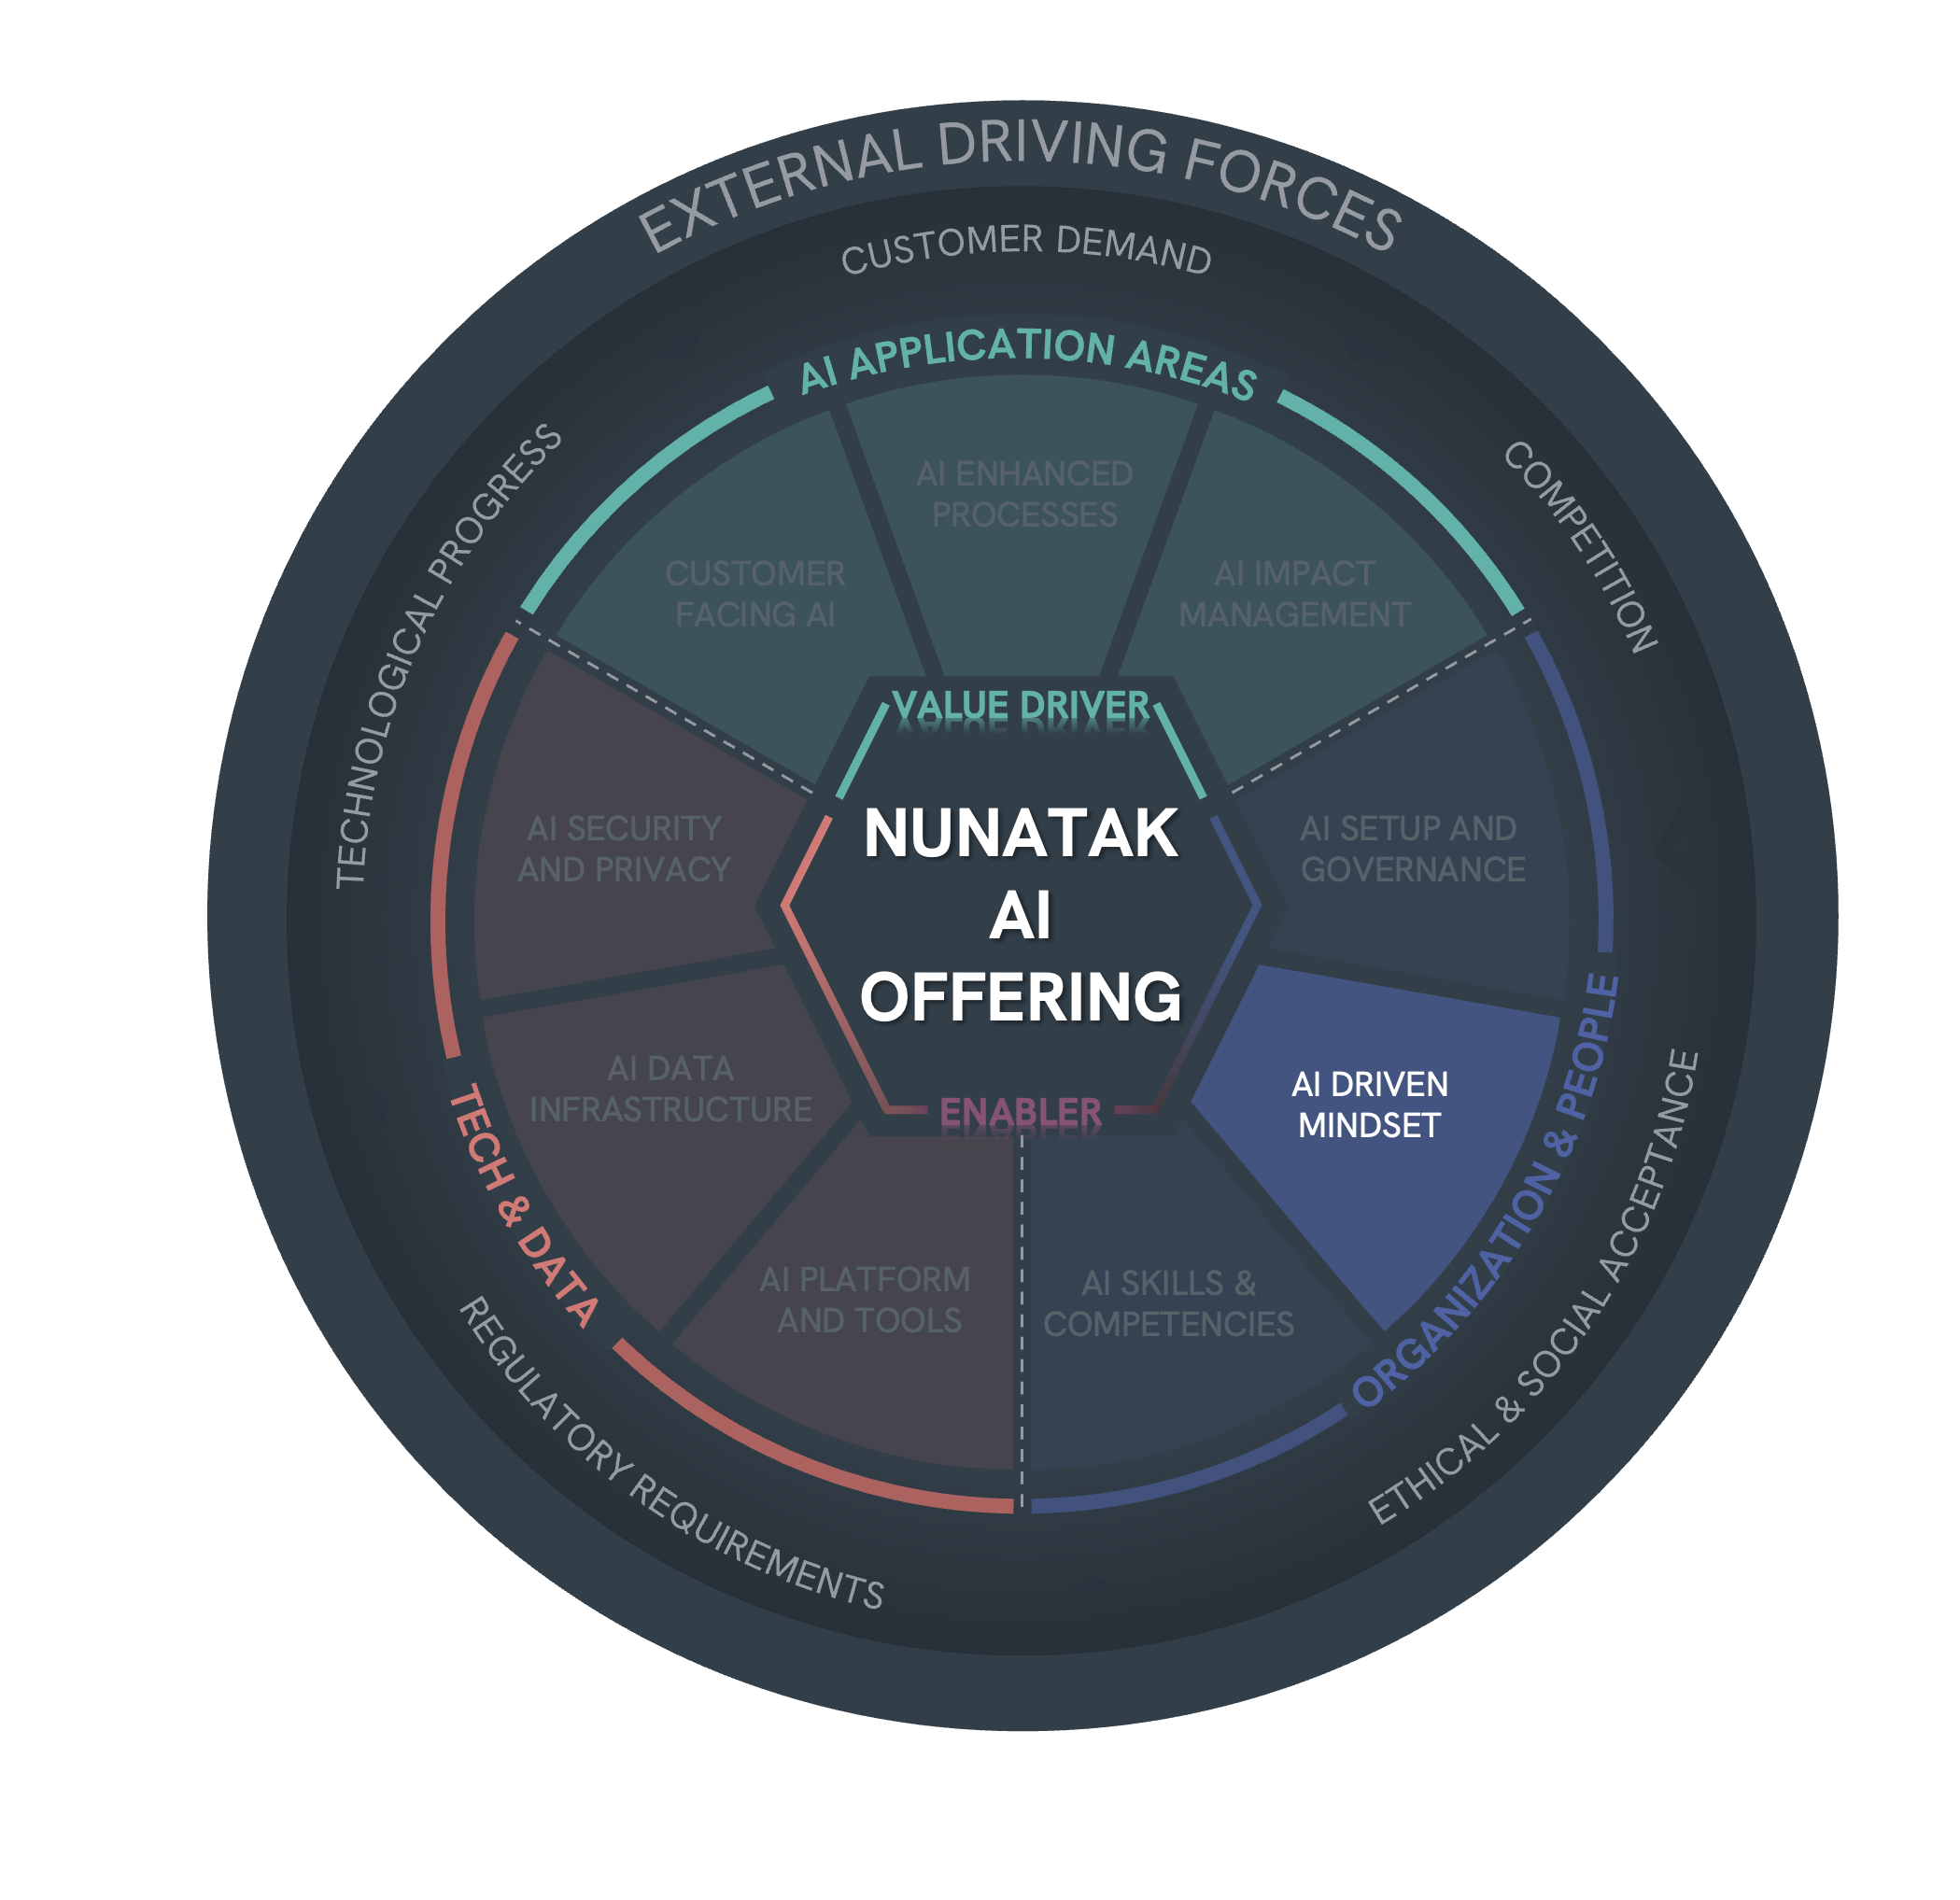 EXTERNAL DRIVING FORCES
CUSTOMER DEMAND
COMPETITION
ETHICAL & SOCIAL ACCEPTANCE
REGULATORY REQUIREMENTS
TECHNOLOGICAL PROGRESS
AI APPLICATION AREAS
CUSTOMER
FACING AI
AI ENHANCED
PROCESSES
AI IMPACT
MANAGEMENT
ORGANIZATION & PEOPLE
AI SETUP AND
GOVERNANCE
AI DRIVEN
MINDSET
AI SKILLS &
COMPETENCIES
TECH & DATA
AI PLATFORM
AND TOOLS
AI DATA
INFRASTRUCTURE
AI SECURITY
AND PRIVACY
VALUE DRIVER
NUNATAK
AI
OFFERING
ENABLER